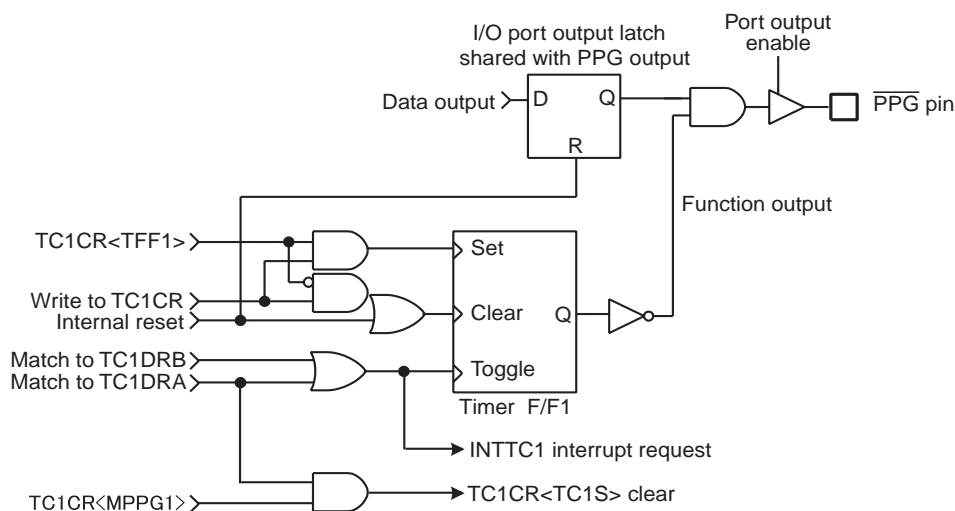 I/O port output latch
shared with PPG output
Port output
enable
Data output
D
Q
R
PPG pin
Function output
TC1CR<TFF1>
Set
Write to TC1CR
Internal reset
Clear
Q
Match to TC1DRB
Match to TC1DRA
Toggle
Timer F/F1
INTTC1 interrupt request
TC1CR<TC1S> clear
TC1CR<MPPG1>